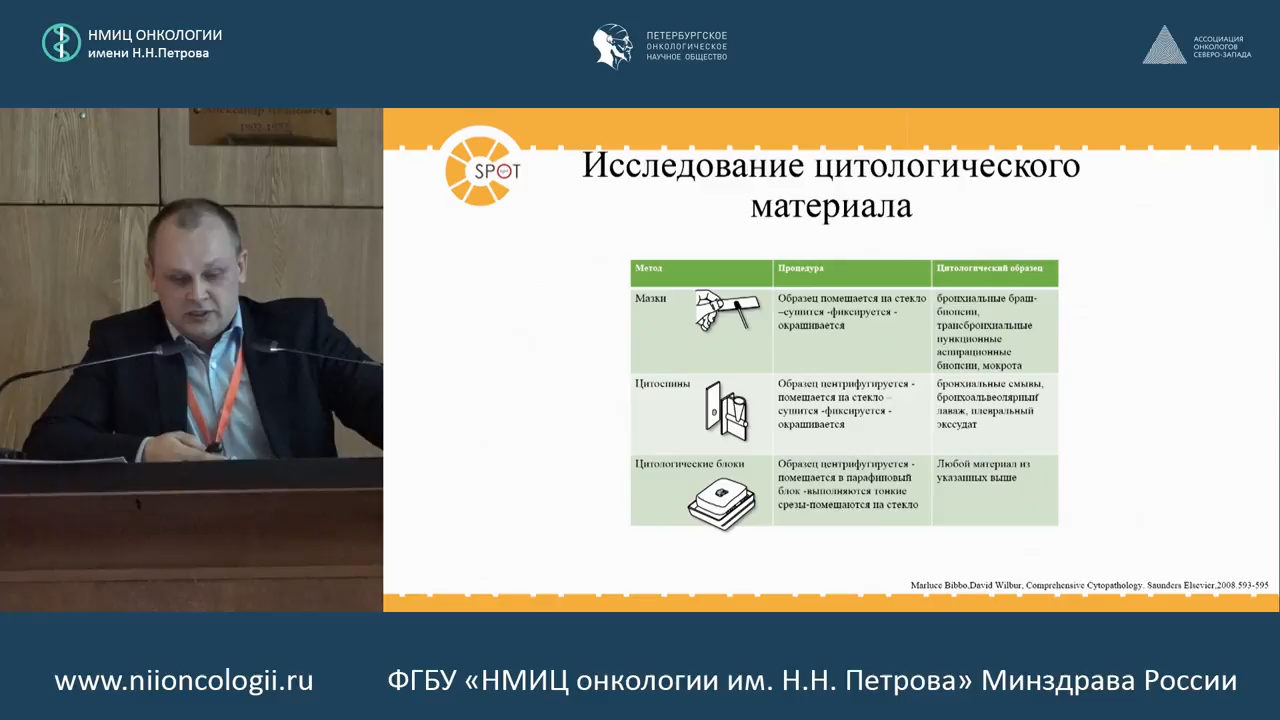 НМИЦ ОНКОЛОГИИ
имени Н.Н.Петрова
ПЕТЕРБУРГСКОЕ
ОНКОЛОГИЧЕСКОЕ
НАУЧНОЕ ОБЩЕСТВО
АССОЦИАЦИЯ
ОНКОЛОГОВ
СЕВЕРО-ЗАПАДА
SPOT
Исследование цитологического
материала
Метод
Процедура
Цитологический образец
Мазки
Образец помешается на стекло
–сушится -фиксируется -
окрашивается
бронхиальные браш-
биопсии,
трансбронхиальные
пункционные
аспирационные
биопсии, мокрота
Цитоспины
Образец центрифугируется -
помешается на стекло –
сушится -фиксируется -
окрашивается
бронхиальные смывы,
бронхоальвеолярный
лаваж, плевральный
экссудат
Цитологические блоки
Образец центрифугируется -
помешается в парафиновый
блок -выполняются тонкие
срезы-помещаются на стекло
Любой материал из
указанных выше
Marluce Bibbo,David Wilbur, Comprehensive Cytopathology. Saunders Elsevier,2008.593-595
www.niioncologii.ru
ФГБУ «НМИЦ онкологии им. Н.Н. Петрова» Минздрава России